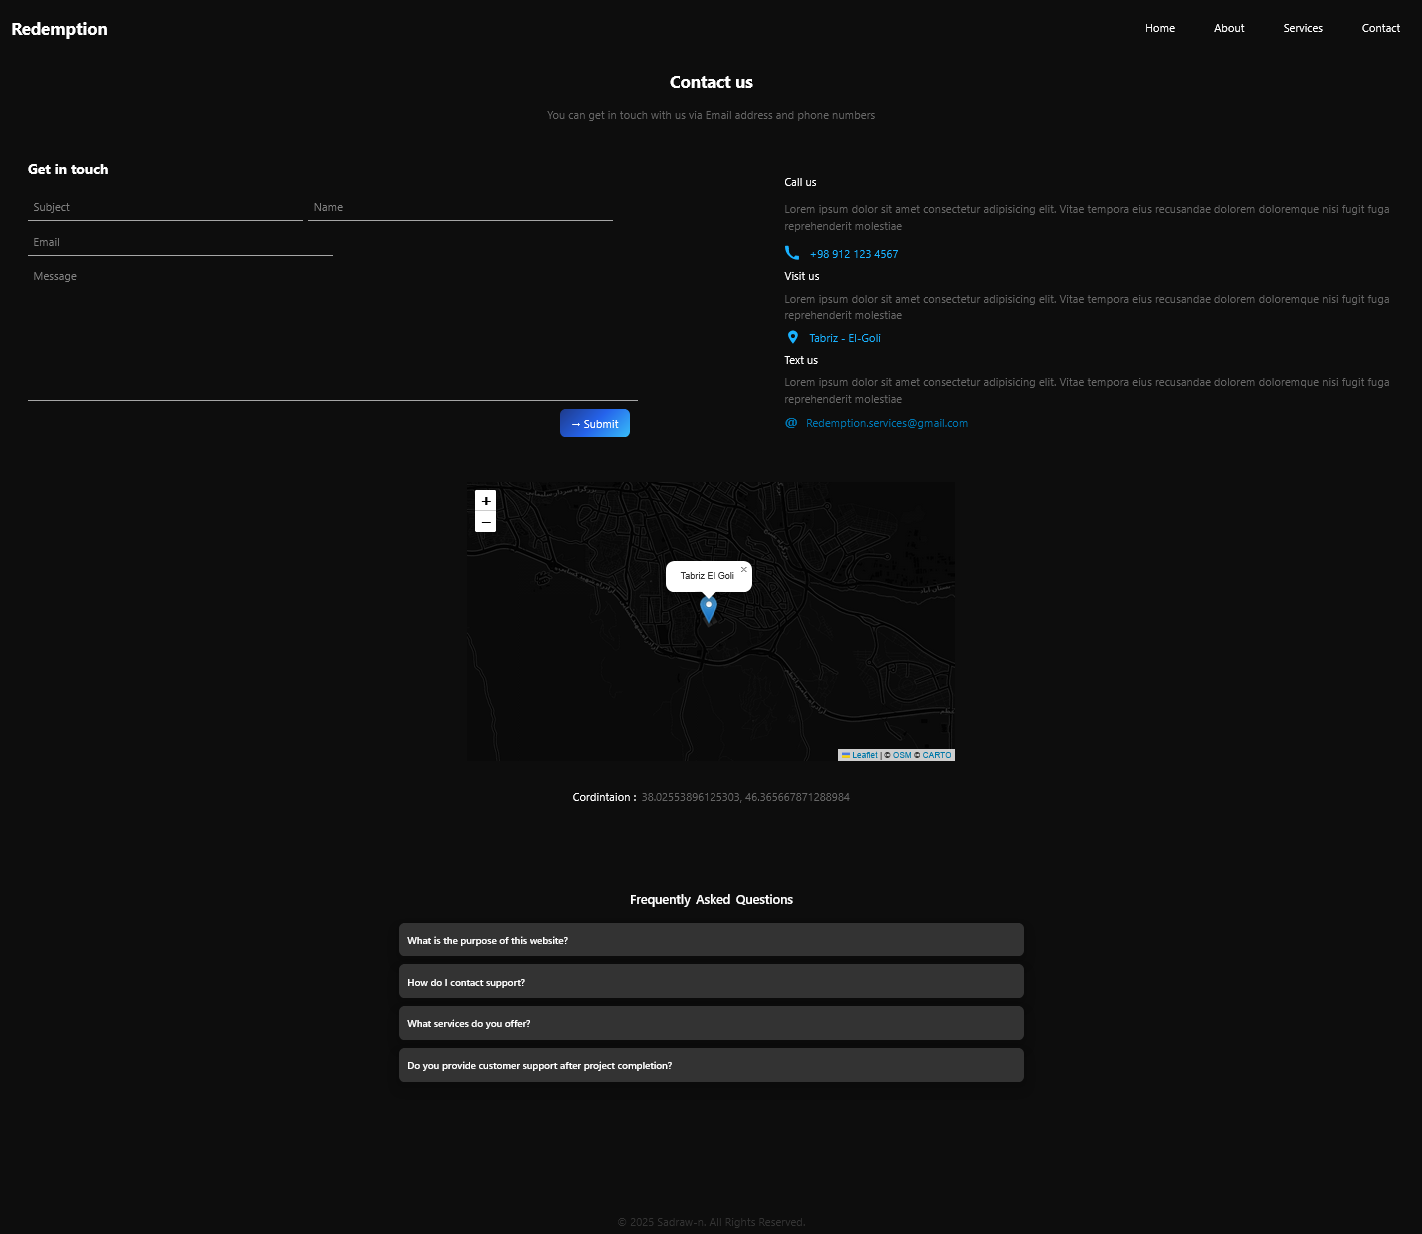 Redemption
Home
About
Services
Contact
Contact us
You can get in touch with us via Email address and phone numbers
Get in touch
Subject
Name
Email
Message
→ Submit
Call us
Lorem ipsum dolor sit amet consectetur adipisicing elit. Vitae tempora eius recusandae dolorem doloremque nisi fugit fuga
reprehenderit molestiae
+98 912 123 4567
Visit us
Lorem ipsum dolor sit amet consectetur adipisicing elit. Vitae tempora eius recusandae dolorem doloremque nisi fugit fuga
reprehenderit molestiae
Tabriz - El-Goli
Text us
Lorem ipsum dolor sit amet consectetur adipisicing elit. Vitae tempora eius recusandae dolorem doloremque nisi fugit fuga
reprehenderit molestiae
@ Redemption.services@gmail.com
+
−
Tabriz El Goli ×
Leaflet | © OSM © CARTO
Cordintaion : 38.02553896125303, 46.365667871288984
Frequently Asked Questions
What is the purpose of this website?
How do I contact support?
What services do you offer?
Do you provide customer support after project completion?
© 2025 Sadraw-n. All Rights Reserved.